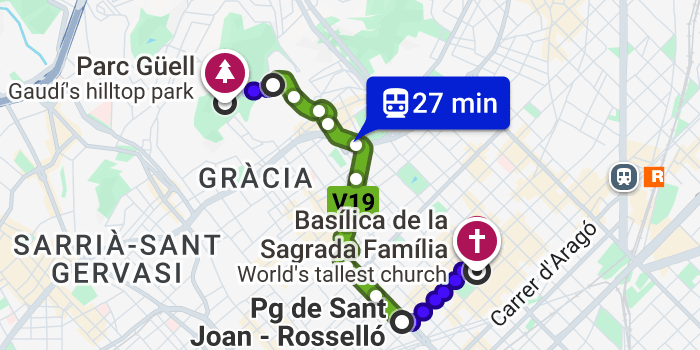 Parc Güell
Gaudí's hilltop park
27 min
GRÀCIA
R
V19
Basílica de la
Sagrada Família
World's tallest church
SARRIÀ-SANT
GERVASI
Carrer d'Aragó
Pg de Sant
Joan - Rosselló